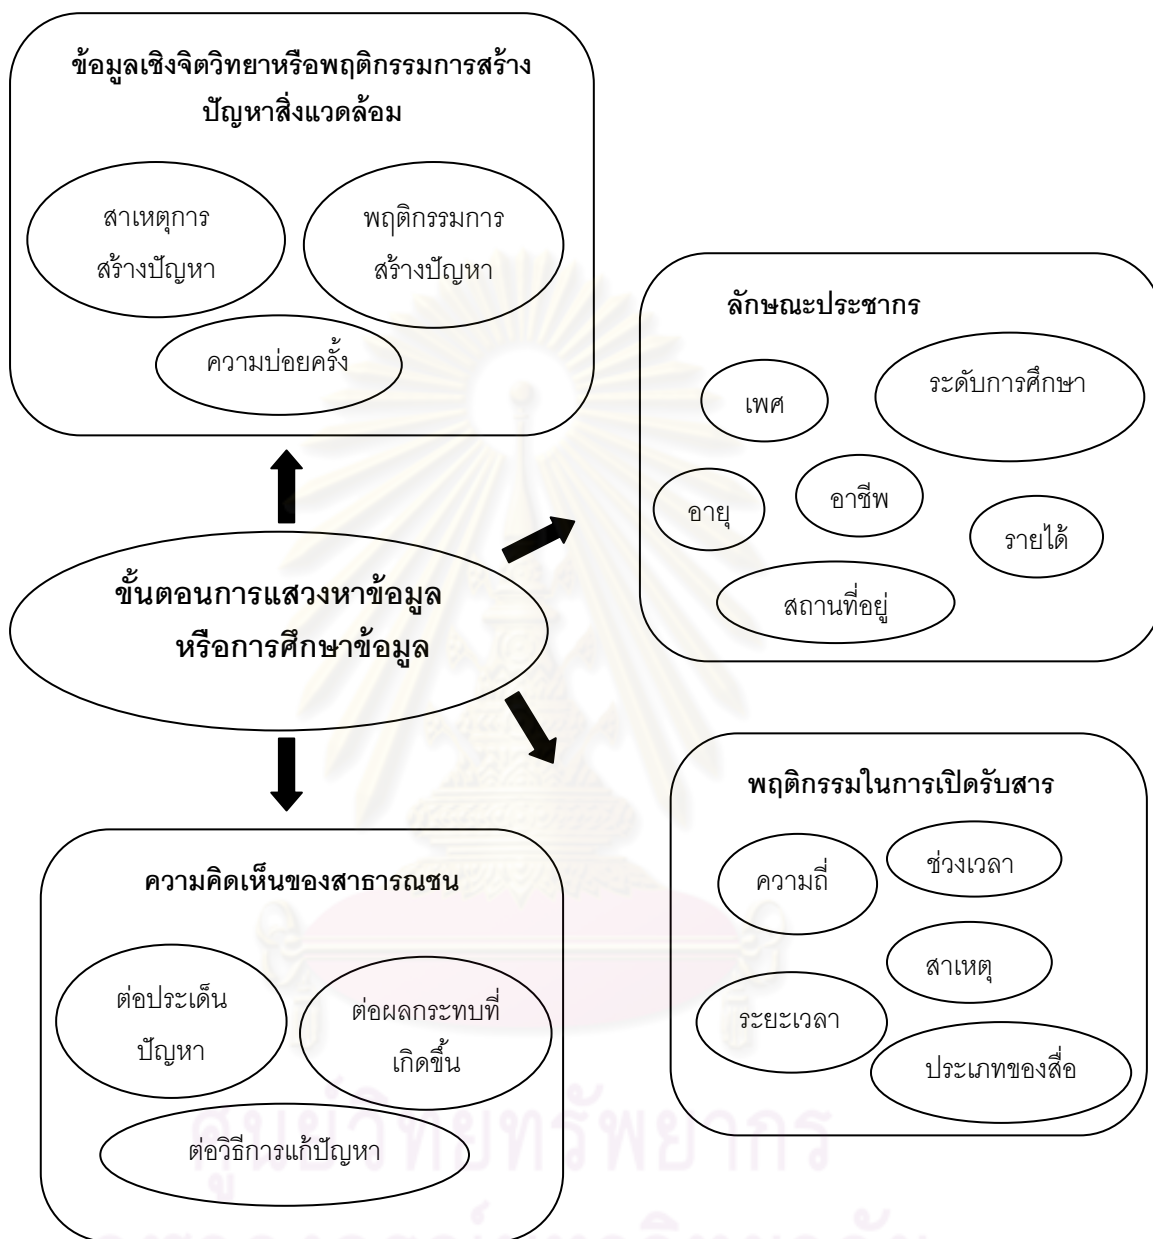 ข้อมูลเชิงจิตวิทยาหรือพฤติกรรมการสร้าง
ปัญหาสิ่งแวดล้อม
สาเหตุการ
สร้างปัญหา
พฤติกรรมการ
สร้างปัญหา
ความบ่อยครั้ง
ลักษณะประชากร
เพศ
ระดับการศึกษา
อายุ
อาชีพ
รายได้
สถานที่อยู่
ขั้นตอนการแสวงหาข้อมูล
หรือการศึกษาข้อมูล
พฤติกรรมในการเปิดรับสาร
ความถี่
ช่วงเวลา
สาเหตุ
ระยะเวลา
ประเภทของสื่อ
ความคิดเห็นของสาธารณชน
ต่อประเด็น
ปัญหา
ต่อผลกระทบที่
เกิดขึ้น
ต่อวิธีการแก้ปัญหา
ศูนย์วิทยทรัพยากร